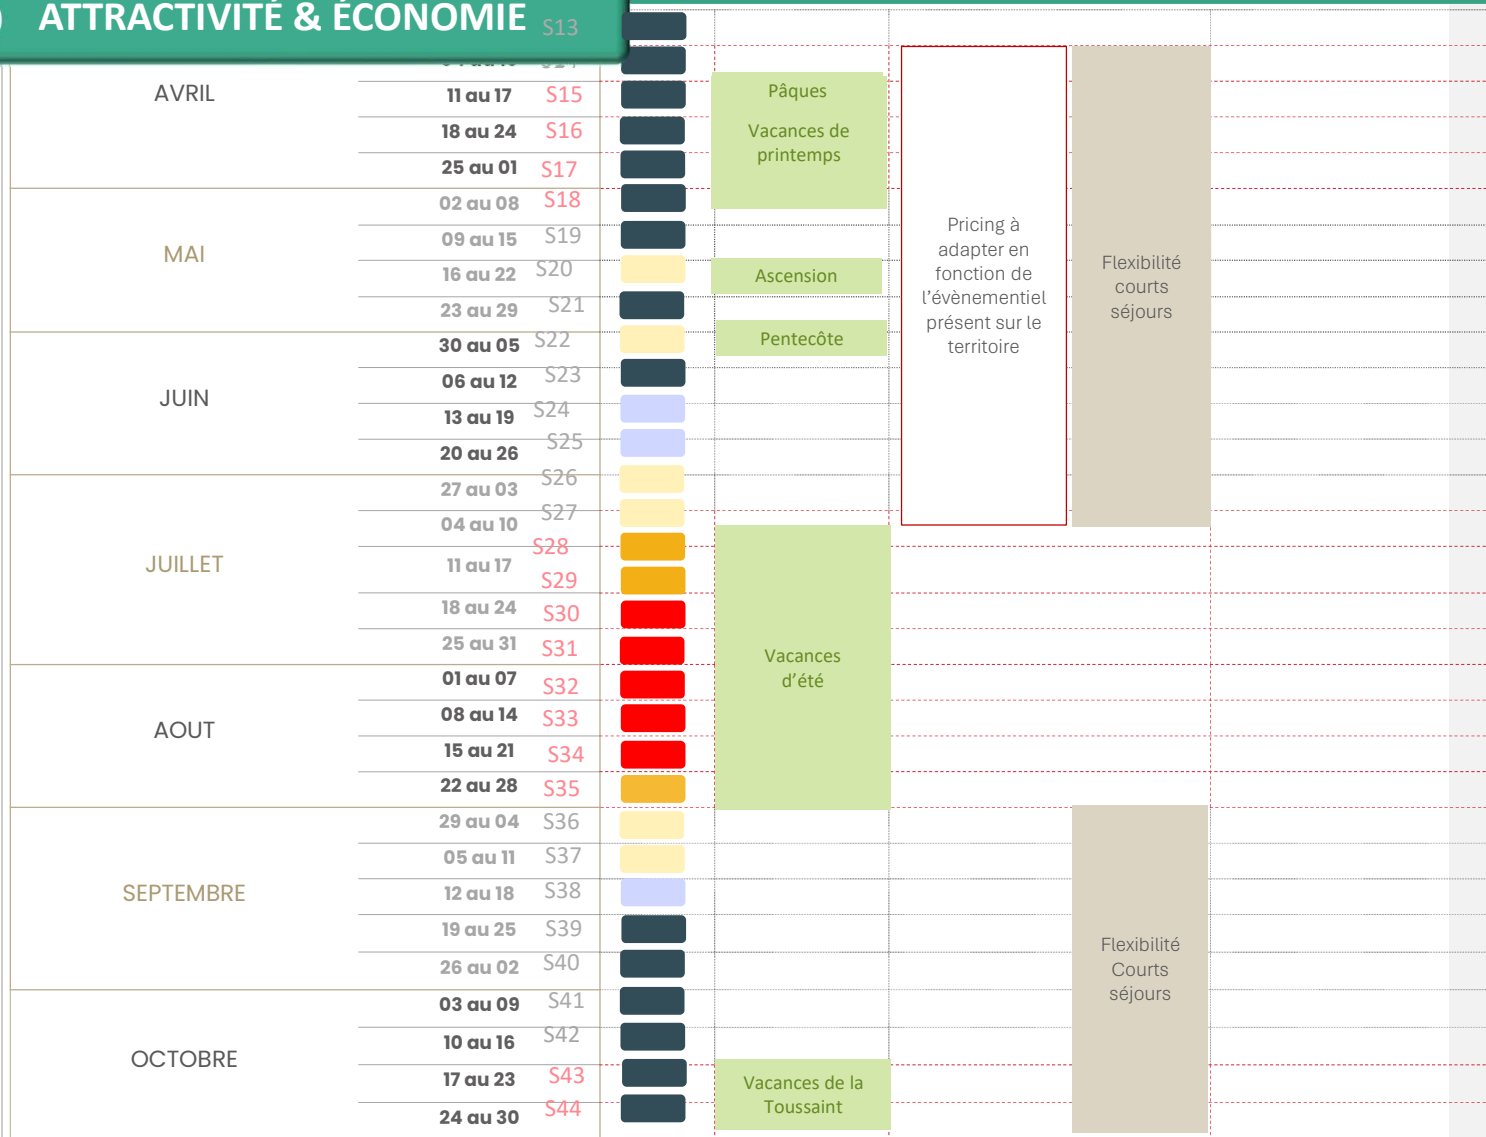 ATTRACTIVITÉ & ÉCONOMIE
S13
AVRIL
11 au 17 S15
18 au 24 S16
25 au 01 S17
Pâques
Vacances de
printemps
MAI
02 au 08 S18
09 au 15 S19
16 au 22 S20
23 au 29 S21
Ascension
Pentecôte
Pricing à
adapter en
fonction de
l'évènementiel
présent sur le
territoire
Flexibilité
courts
séjours
JUIN
30 au 05 S22
06 au 12 S23
13 au 19 S24
20 au 26 S25
JUILLET
27 au 03 S26
04 au 10 S27
S28
11 au 17
S29
18 au 24 S30
25 au 31 S31
Vacances
d'été
AOUT
01 au 07 S32
08 au 14 S33
15 au 21 S34
22 au 28 S35
SEPTEMBRE
29 au 04 S36
05 au 11 S37
12 au 18 S38
19 au 25 S39
26 au 02 S40
Flexibilité
Courts
séjours
OCTOBRE
03 au 09 S41
10 au 16 S42
17 au 23 S43
24 au 30 S44
Vacances de la
Toussaint